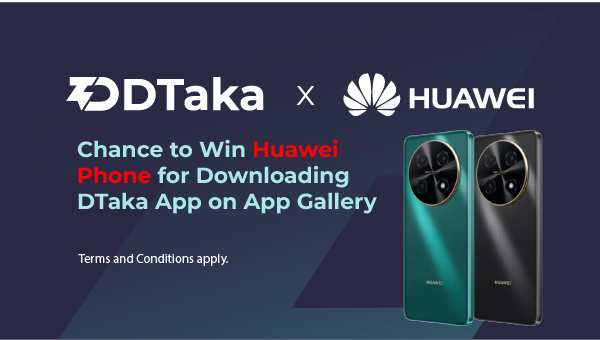 DTaka x HUAWEI
Chance to Win Huawei
Phone for Downloading
DTaka App on App Gallery
Terms and Conditions apply.
HUAWEI
HUAWEI